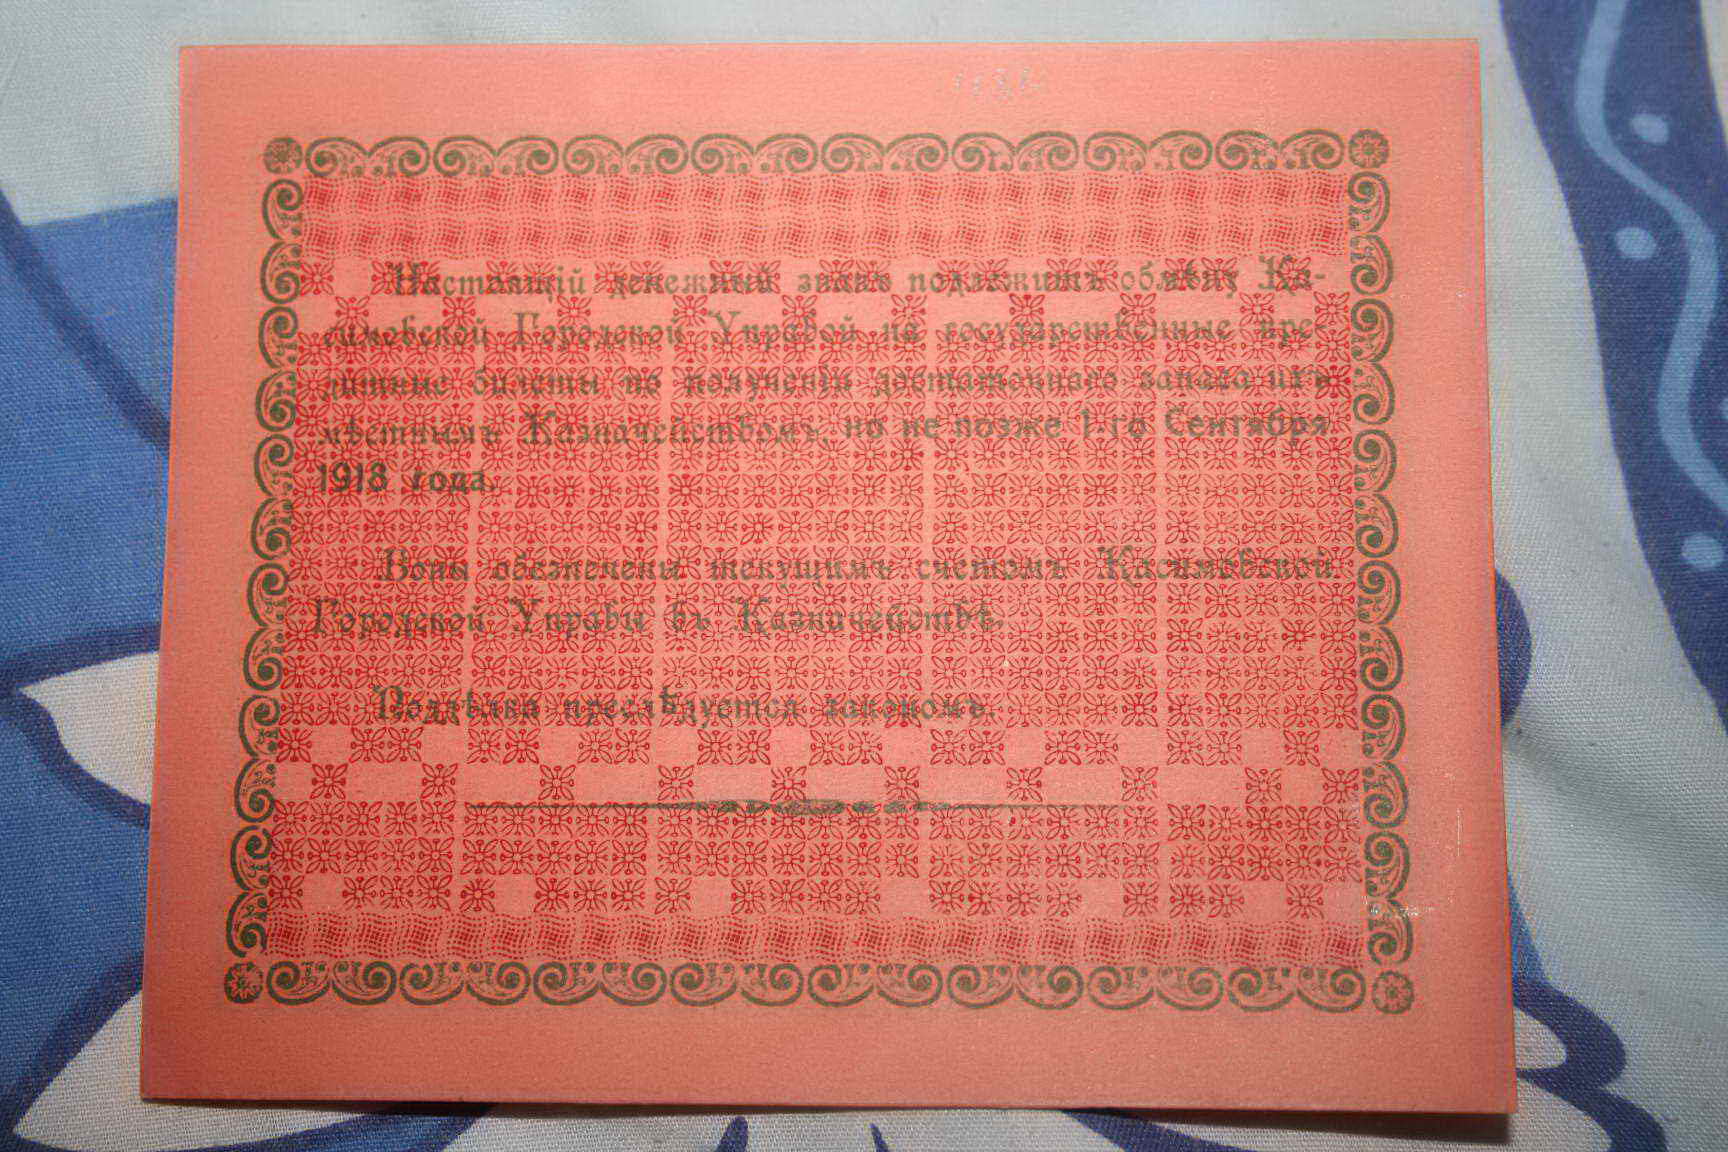 Настоящій денежный знакъ подлежитъ обмѣну Ка-
симовской Городской Управой на государственные кре-
дитные билеты по полученіи достаточнаго запаса ихъ
мѣстнымъ Казначействомъ, но не позже 1-го Сентября
1918 года.
Боны обезпечены текущимъ счетомъ Касимовской
Городской Управы въ Казначействѣ.
Поддѣлка преслѣдуется закономъ.